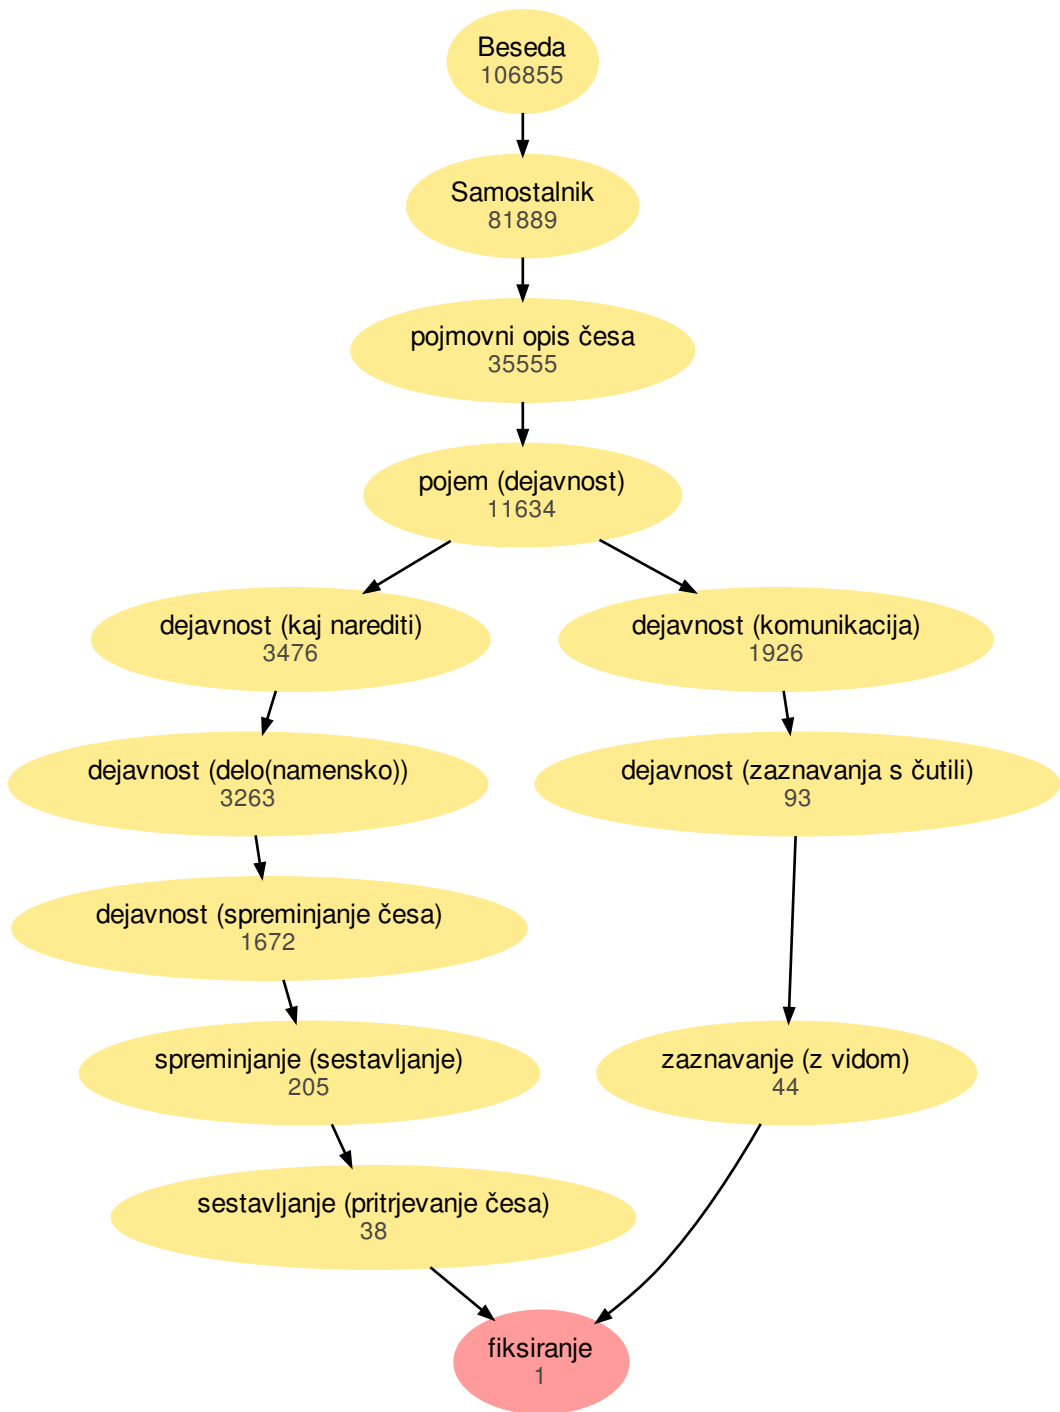 Beseda
106855
Samostalnik
81889
pojmovni opis česa
35555
pojem (dejavnost)
11634
dejavnost (kaj narediti)
3476
dejavnost (komunikacija)
1926
dejavnost (delo(namensko))
3263
dejavnost (zaznavanja s čutili)
93
dejavnost (spreminjanje česa)
1672
spreminjanje (sestavljanje)
205
zaznavanje (z vidom)
44
sestavljanje (pritrjevanje česa)
38
fiksiranje
1